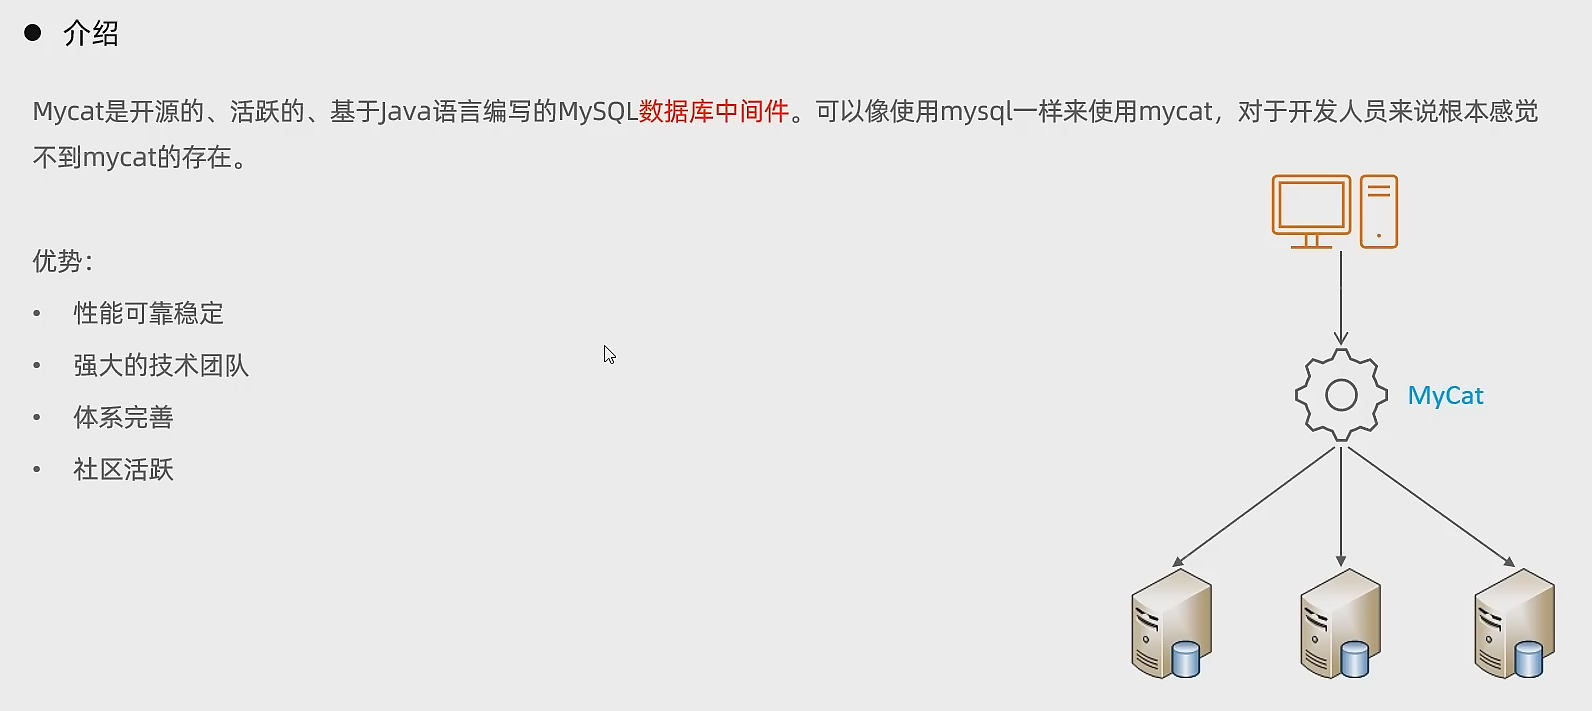 介绍
Mycat是开源的、活跃的、基于Java语言编写的MySQL数据库中间件。可以像使用mysql一样来使用mycat，对于开发人员来说根本感觉
不到mycat的存在。
优势：
性能可靠稳定
强大的技术团队
体系完善
社区活跃
MyCat